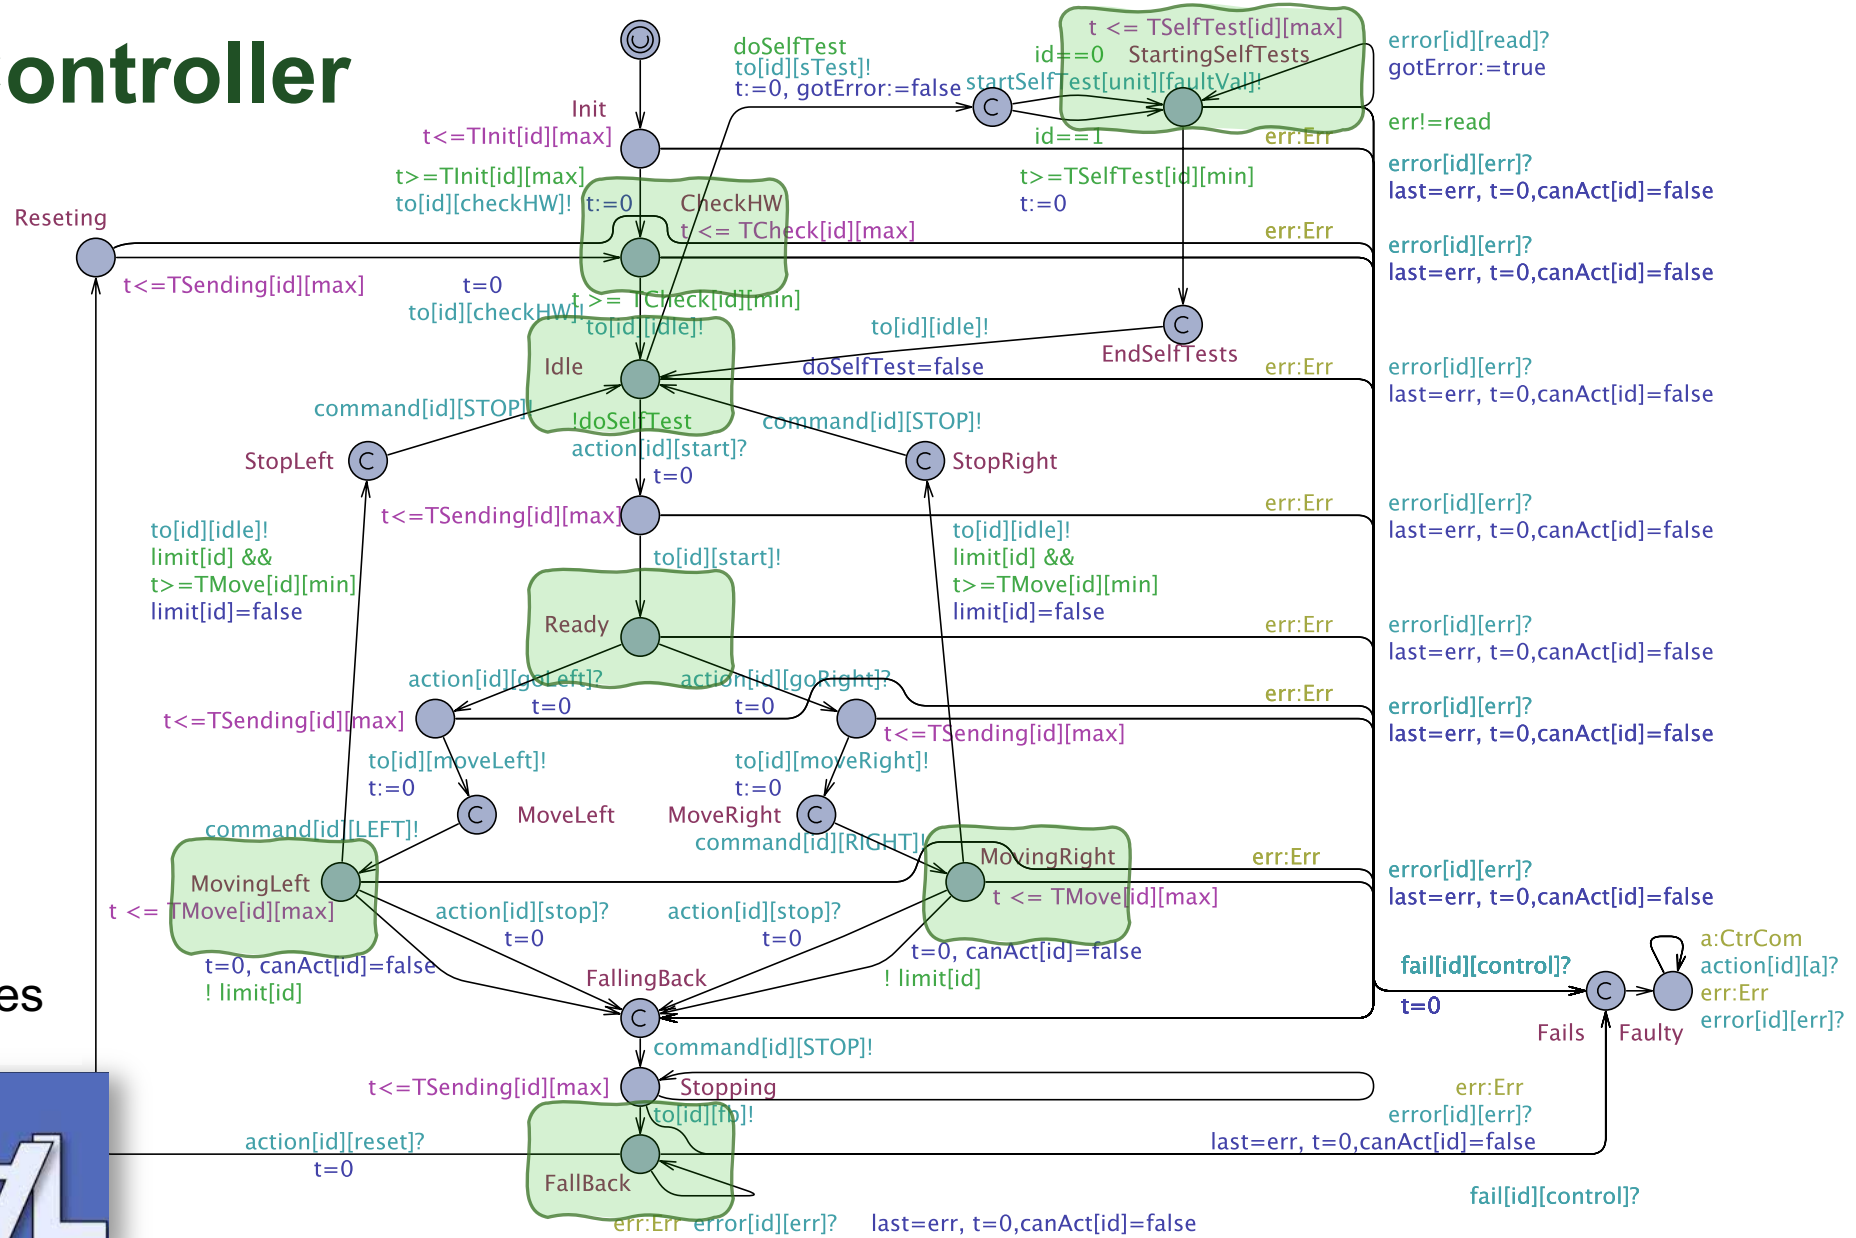 ontroller
t <= TSelfTest[id][max]
id==0
StartingSelfTests
startSelfTest[unit][faultVal]!
id==1
doSelfTest
to[id][sTest]!
t:=0, gotError:=false
C
error[id][read]?
gotError:=true
err!=read
Init
t<=TInit[id][max]
err:Err
error[id][err]?
last=err, t=0,canAct[id]=false
t>=TInit[id][max]
to[id][checkHW]!
t:=0
CheckHW
t <= TCheck[id][max]
t>=TSelfTest[id][min]
t:=0
err:Err
error[id][err]?
last=err, t=0,canAct[id]=false
Reseting
t<=TSending[id][max]
t=0
to[id][checkHW]!
t >= TCheck[id][min]
to[id][idle]!
to[id][idle]!
C
EndSelfTests
Idle
doSelfTest=false
err:Err
error[id][err]?
last=err, t=0,canAct[id]=false
command[id][STOP]!
!doSelfTest
command[id][STOP]!
action[id][start]?
t=0
StopLeft
C
C
StopRight
t<=TSending[id][max]
err:Err
error[id][err]?
last=err, t=0,canAct[id]=false
to[id][idle]!
limit[id] &&
t>=TMove[id][min]
limit[id]=false
to[id][start]!
to[id][idle]!
limit[id] &&
t>=TMove[id][min]
limit[id]=false
Ready
err:Err
error[id][err]?
last=err, t=0,canAct[id]=false
action[id][goLeft]?
t=0
action[id][goRight]?
t=0
err:Err
error[id][err]?
last=err, t=0,canAct[id]=false
t<=TSending[id][max]
t<=TSending[id][max]
to[id][moveLeft]!
t:=0
to[id][moveRight]!
t:=0
C
MoveLeft
MoveRight
C
command[id][LEFT]!
command[id][RIGHT]!
MovingLeft
t <= TMove[id][max]
MovingRight
t <= TMove[id][max]
err:Err
error[id][err]?
last=err, t=0,canAct[id]=false
action[id][stop]?
t=0
action[id][stop]?
t=0
t=0, canAct[id]=false
! limit[id]
t=0, canAct[id]=false
! limit[id]
FallingBack
C
fail[id][control]?
t=0
C
Fails
Faulty
a:CtrCom
action[id][a]?
err:Err
error[id][err]?
es
command[id][STOP]!
t<=TSending[id][max]
Stopping
to[id][fb]!
err:Err
error[id][err]?
last=err, t=0,canAct[id]=false
action[id][reset]?
t=0
FallBack
fail[id][control]?
err:Err
error[id][err]?
last=err, t=0,canAct[id]=false